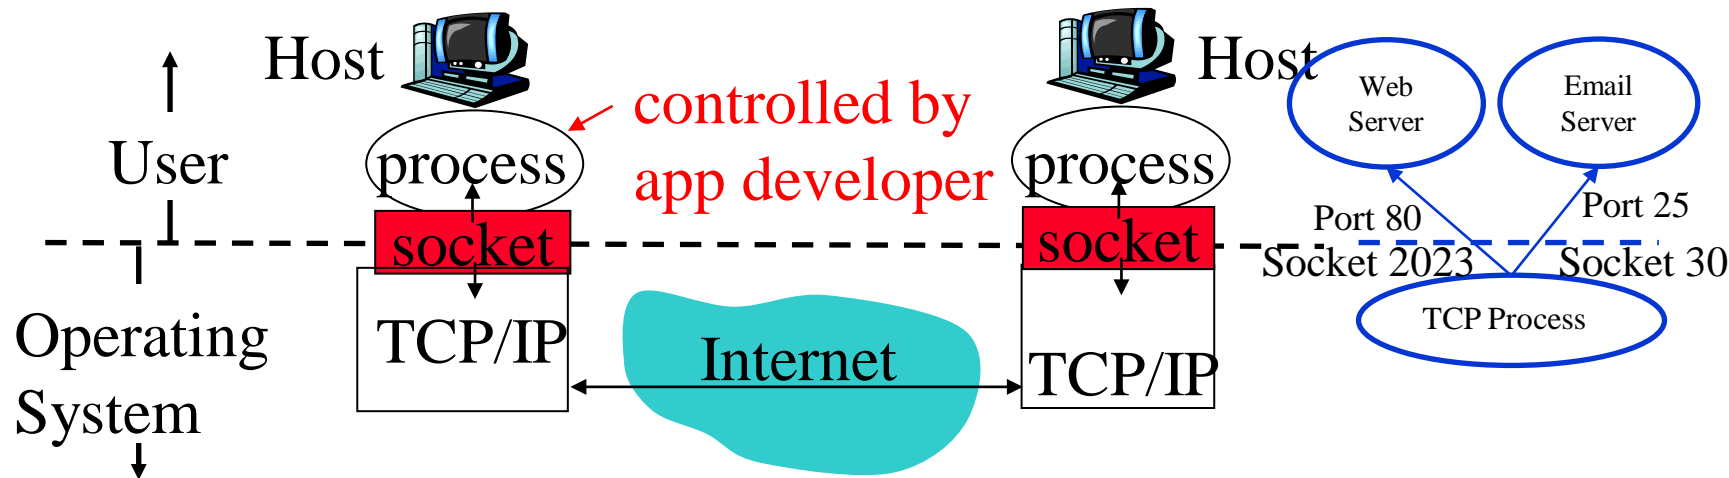 Host
Host
controlled by
app developer
User
process
process
socket
socket
Operating
System
TCP/IP
TCP/IP
Internet
Web
Server
Email
Server
Port 80
Port 25
Socket 2023
Socket 30
TCP Process